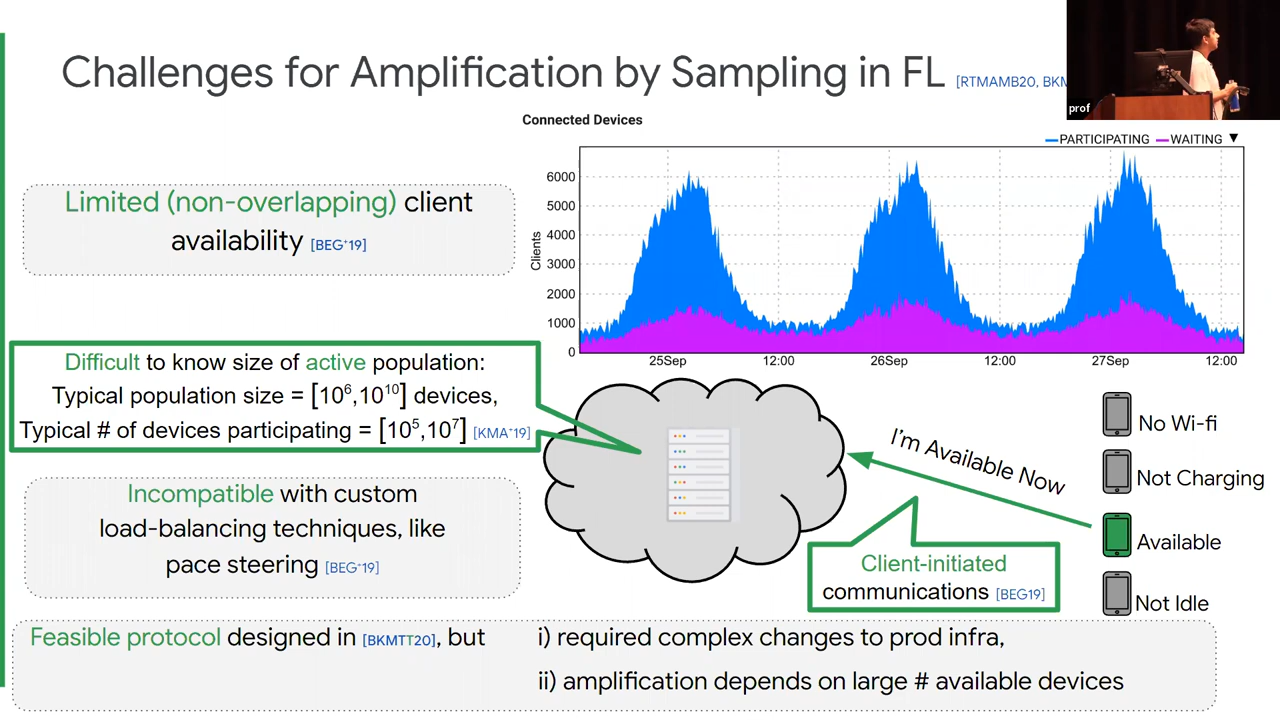 Challenges for Amplification by Sampling in FL [RTMAMB20, BKM
prof
Connected Devices
PARTICIPATING WAITING ▼
Limited (non-overlapping) client
availability [BEG⁺19]
Clients
6000
5000
4000
3000
2000
1000
0
25Sep 12:00 26Sep 12:00 27Sep 12:00
Difficult to know size of active population:
Typical population size = [10⁶,10¹⁰] devices,
Typical # of devices participating = [10⁵,10⁷] [KMA⁺19]
Incompatible with custom
load-balancing techniques, like
pace steering [BEG⁺19]
I'm Available Now
Client-initiated
communications [BEG19]
No Wi-fi
Not Charging
Available
Not Idle
Feasible protocol designed in [BKMTT20], but
i) required complex changes to prod infra,
ii) amplification depends on large # available devices